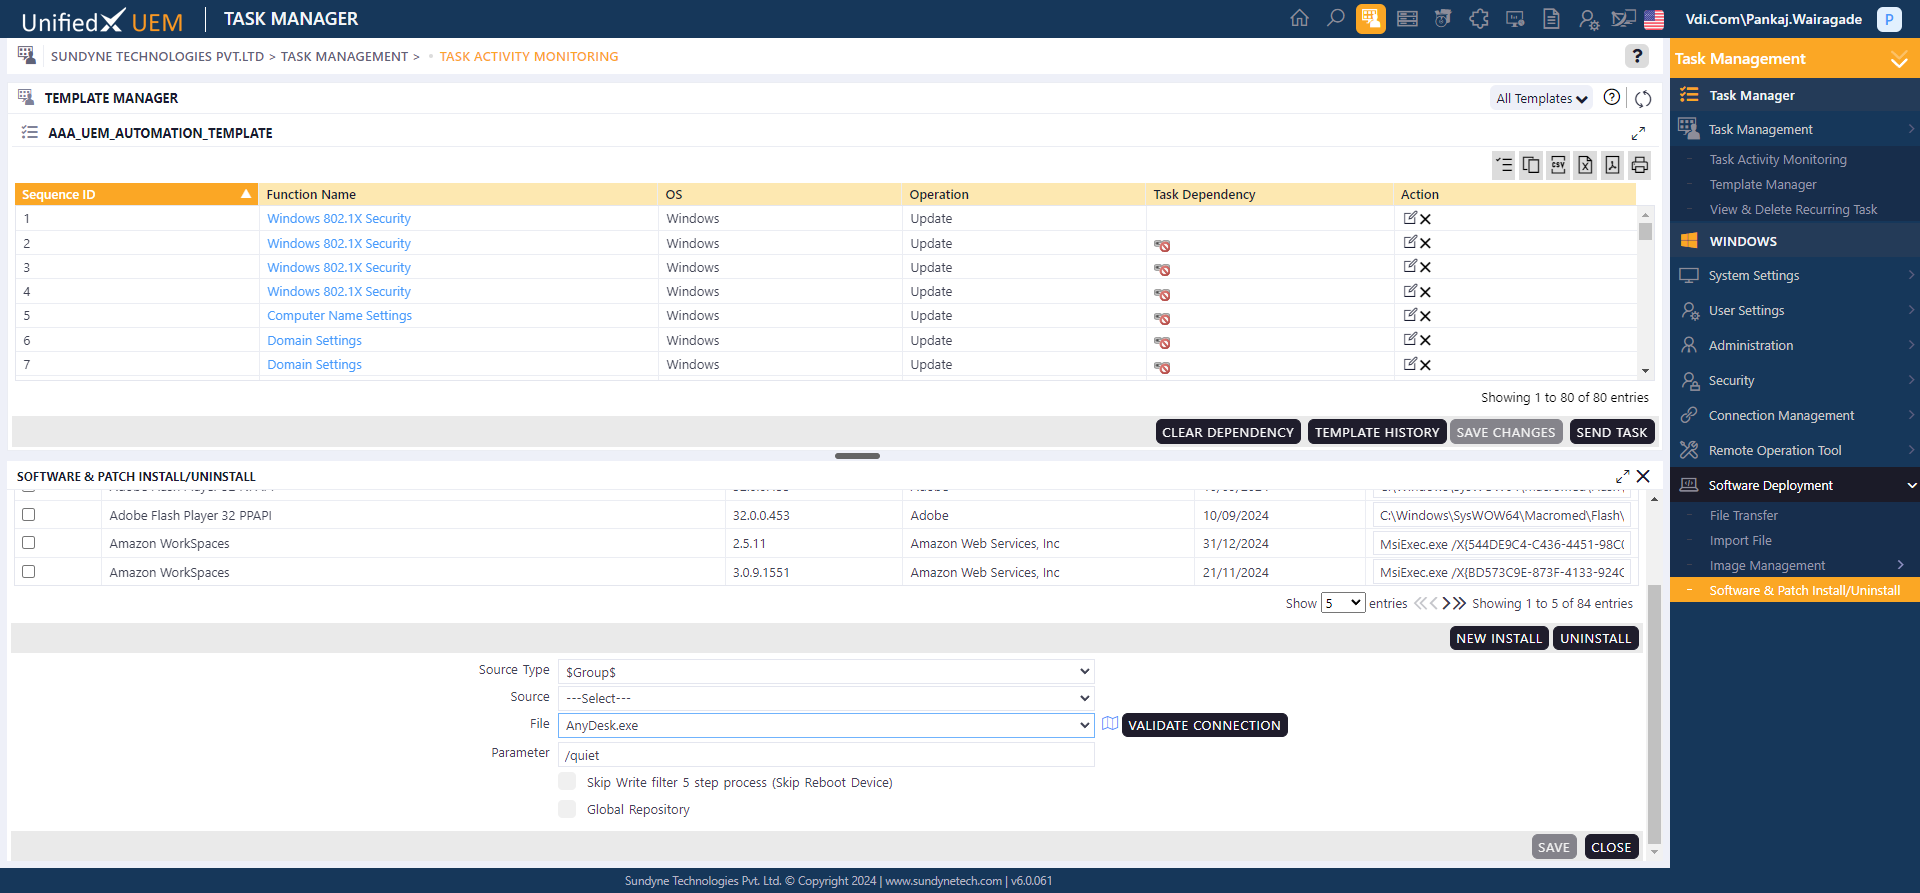 UnifiedX UEM TASK MANAGER Vdi.Com\Pankaj.Wairagade P
SUNDYNE TECHNOLOGIES PVT.LTD > TASK MANAGEMENT > • TASK ACTIVITY MONITORING ?
TEMPLATE MANAGER All Templates ?
AAA_UEM_AUTOMATION_TEMPLATE
CSV
Sequence ID Function Name OS Operation Task Dependency Action
1 Windows 802.1X Security Windows Update
2 Windows 802.1X Security Windows Update
3 Windows 802.1X Security Windows Update
4 Windows 802.1X Security Windows Update
5 Computer Name Settings Windows Update
6 Domain Settings Windows Update
7 Domain Settings Windows Update
Showing 1 to 80 of 80 entries
CLEAR DEPENDENCY TEMPLATE HISTORY SAVE CHANGES SEND TASK
SOFTWARE & PATCH INSTALL/UNINSTALL
Adobe Flash Player 32 PPAPI 32.0.0.453 Adobe 10/09/2024 C:\Windows\SysWOW64\Macromed\Flash\
Amazon WorkSpaces 2.5.11 Amazon Web Services, Inc 31/12/2024 MsiExec.exe /X{544DE9C4-C436-4451-98C(
Amazon WorkSpaces 3.0.9.1551 Amazon Web Services, Inc 21/11/2024 MsiExec.exe /X{BD573C9E-873F-4133-924C
Show 5 entries Showing 1 to 5 of 84 entries
NEW INSTALL UNINSTALL
Source Type $Group$
Source ---Select---
File AnyDesk.exe VALIDATE CONNECTION
Parameter /quiet
Skip Write filter 5 step process (Skip Reboot Device)
Global Repository
SAVE CLOSE
Task Management
Task Manager
Task Management
Task Activity Monitoring
Template Manager
View & Delete Recurring Task
WINDOWS
System Settings
User Settings
Administration
Security
Connection Management
Remote Operation Tool
Software Deployment
File Transfer
Import File
Image Management
Software & Patch Install/Uninstall
Sundyne Technologies Pvt. Ltd. © Copyright 2024 | www.sundynetech.com | v6.0.061